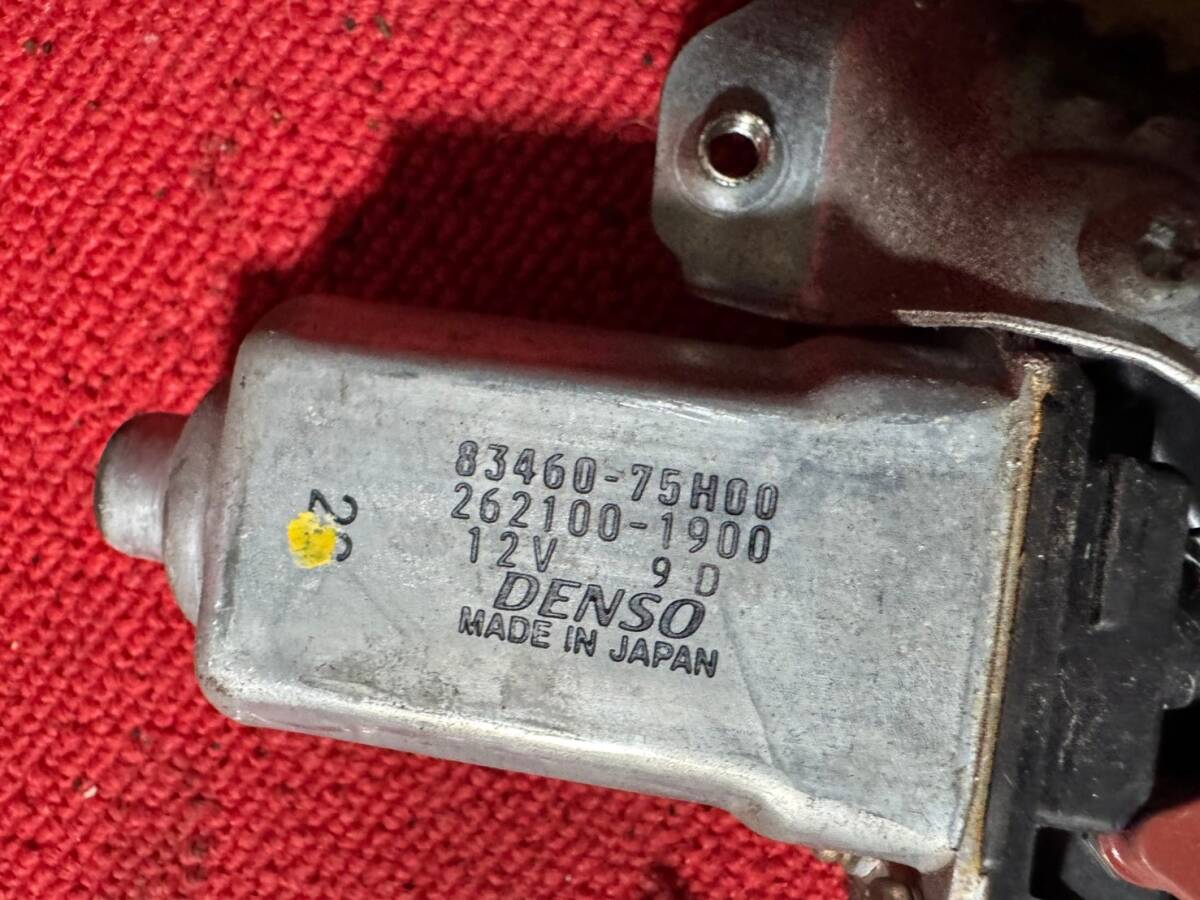 83460-75H00
262100-1900
12V 9D
DENSO
MADE IN JAPAN